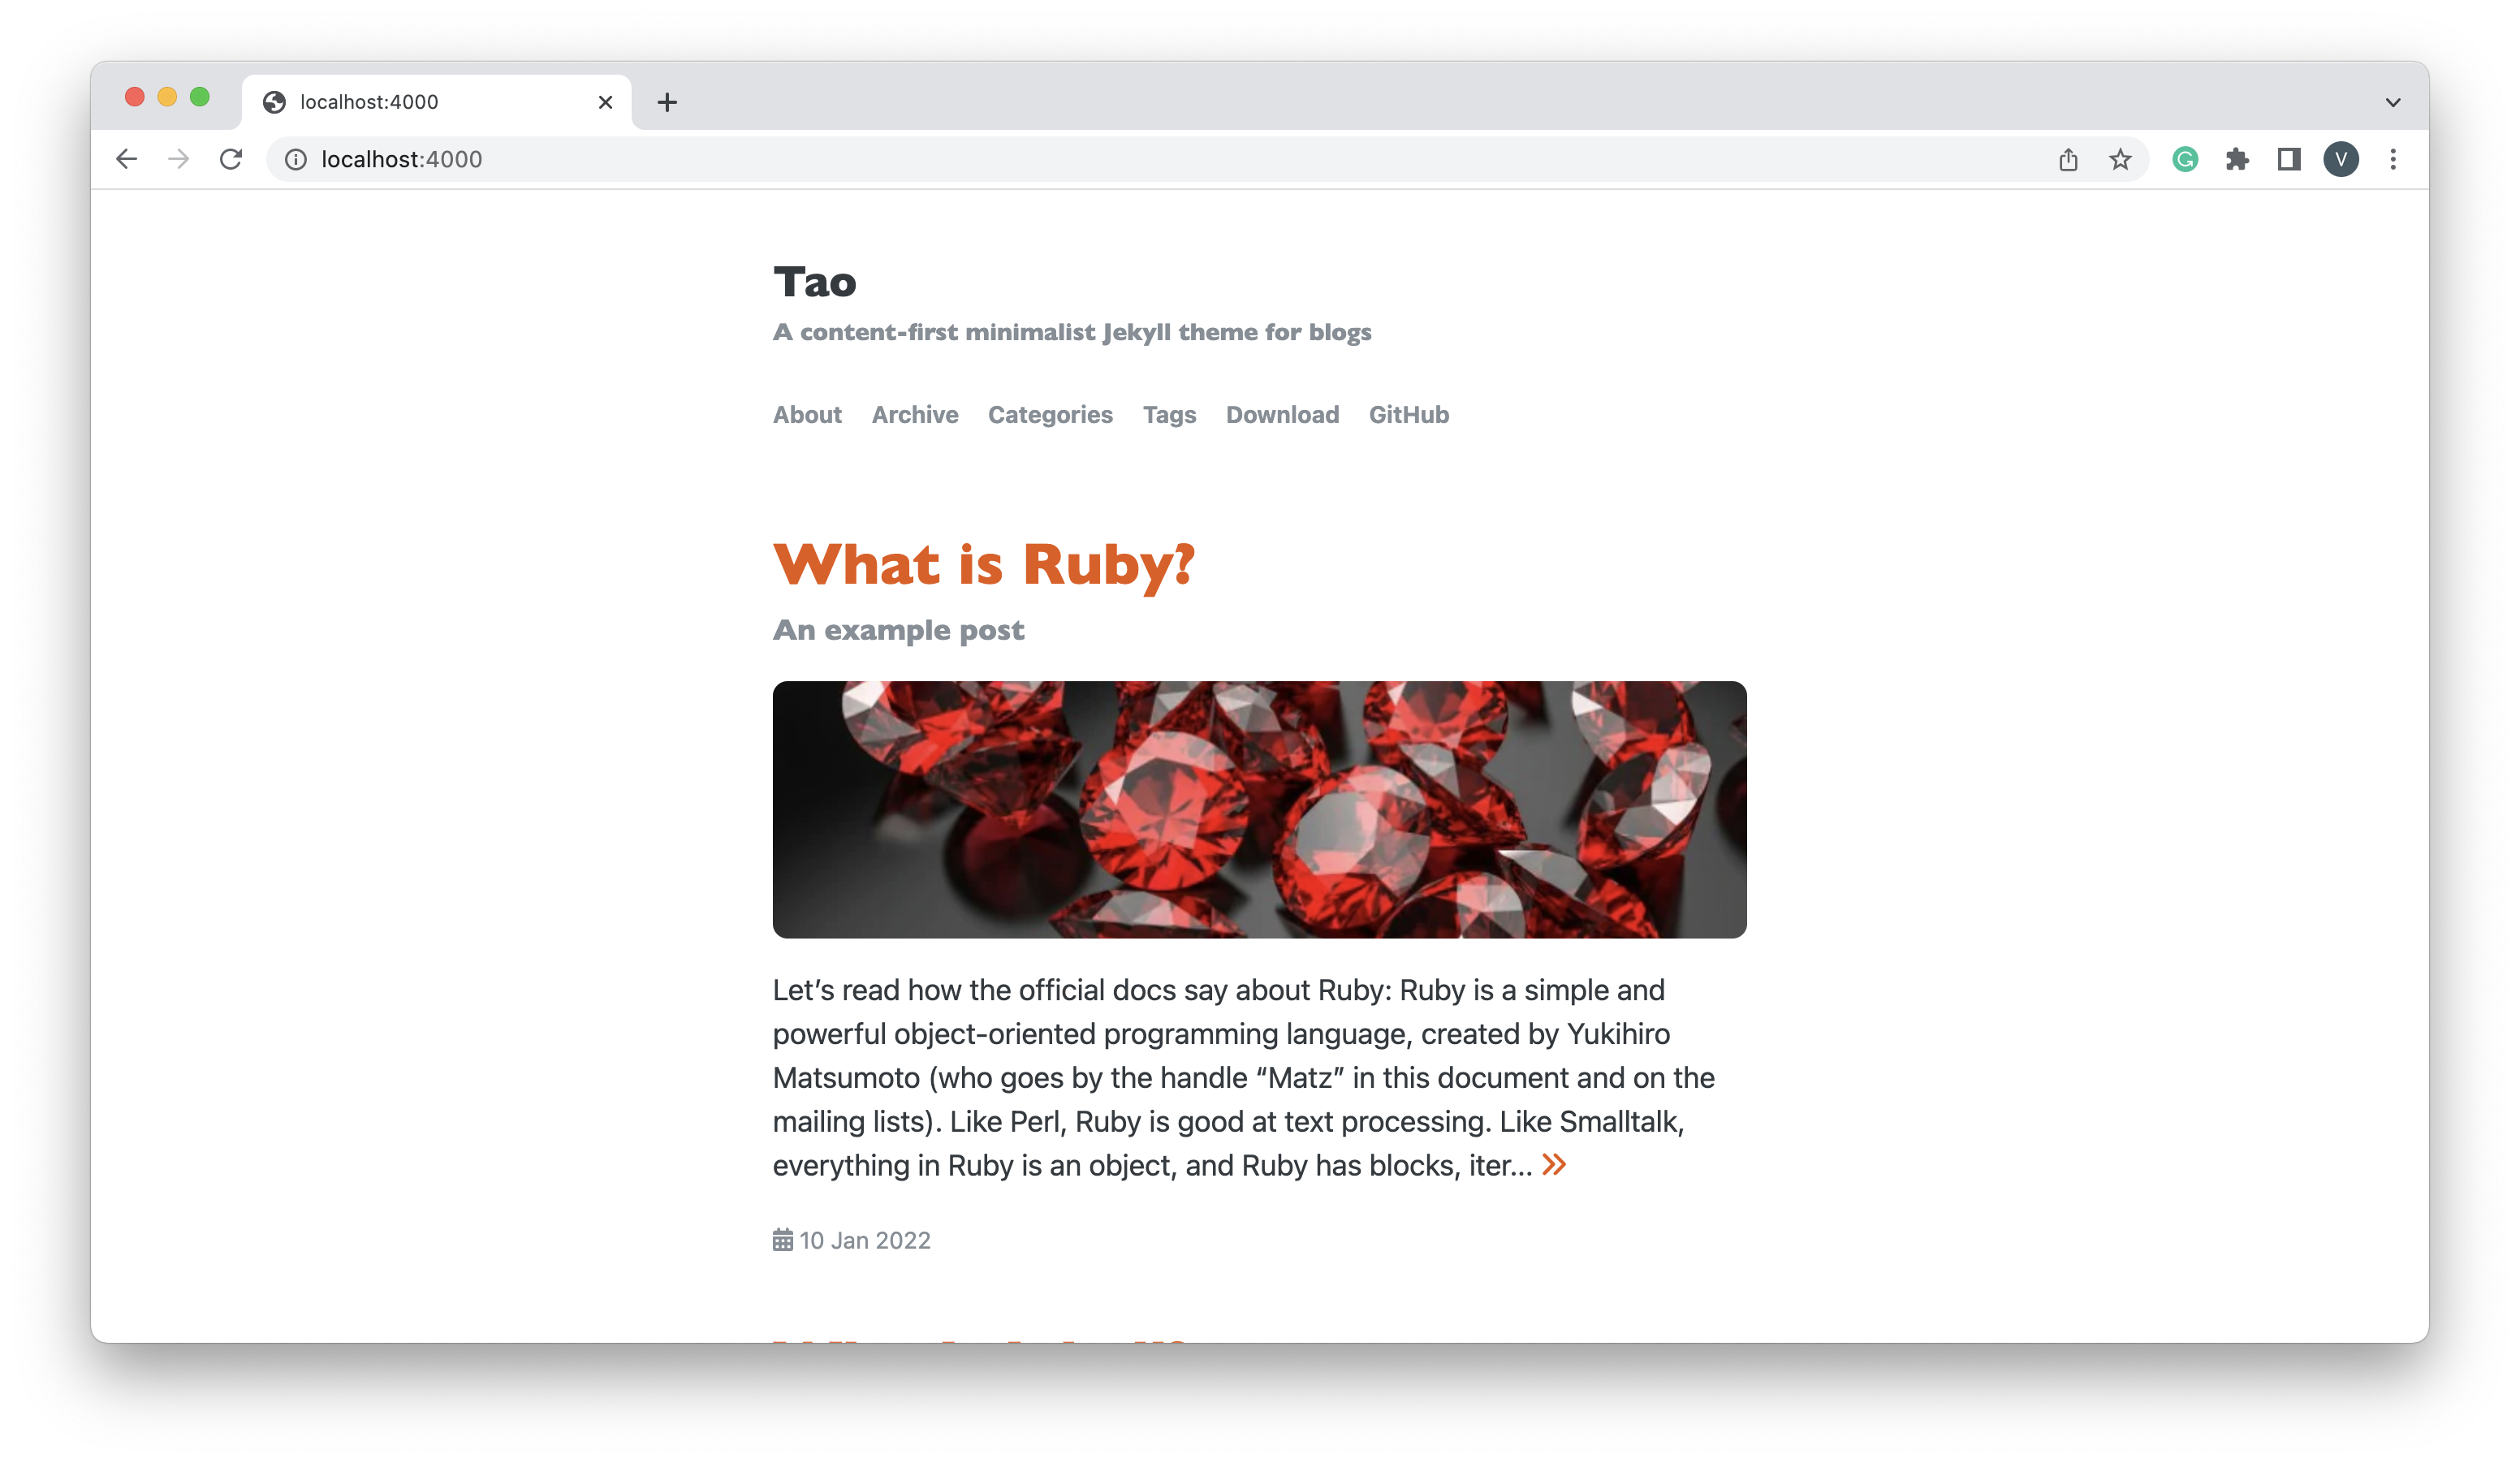 localhost:4000
localhost:4000
V
Tao
A content-first minimalist Jekyll theme for blogs
About Archive Categories Tags Download GitHub
What is Ruby?
An example post
Let’s read how the official docs say about Ruby: Ruby is a simple and
powerful object-oriented programming language, created by Yukihiro
Matsumoto (who goes by the handle “Matz” in this document and on the
mailing lists). Like Perl, Ruby is good at text processing. Like Smalltalk,
everything in Ruby is an object, and Ruby has blocks, iter... »
10 Jan 2022